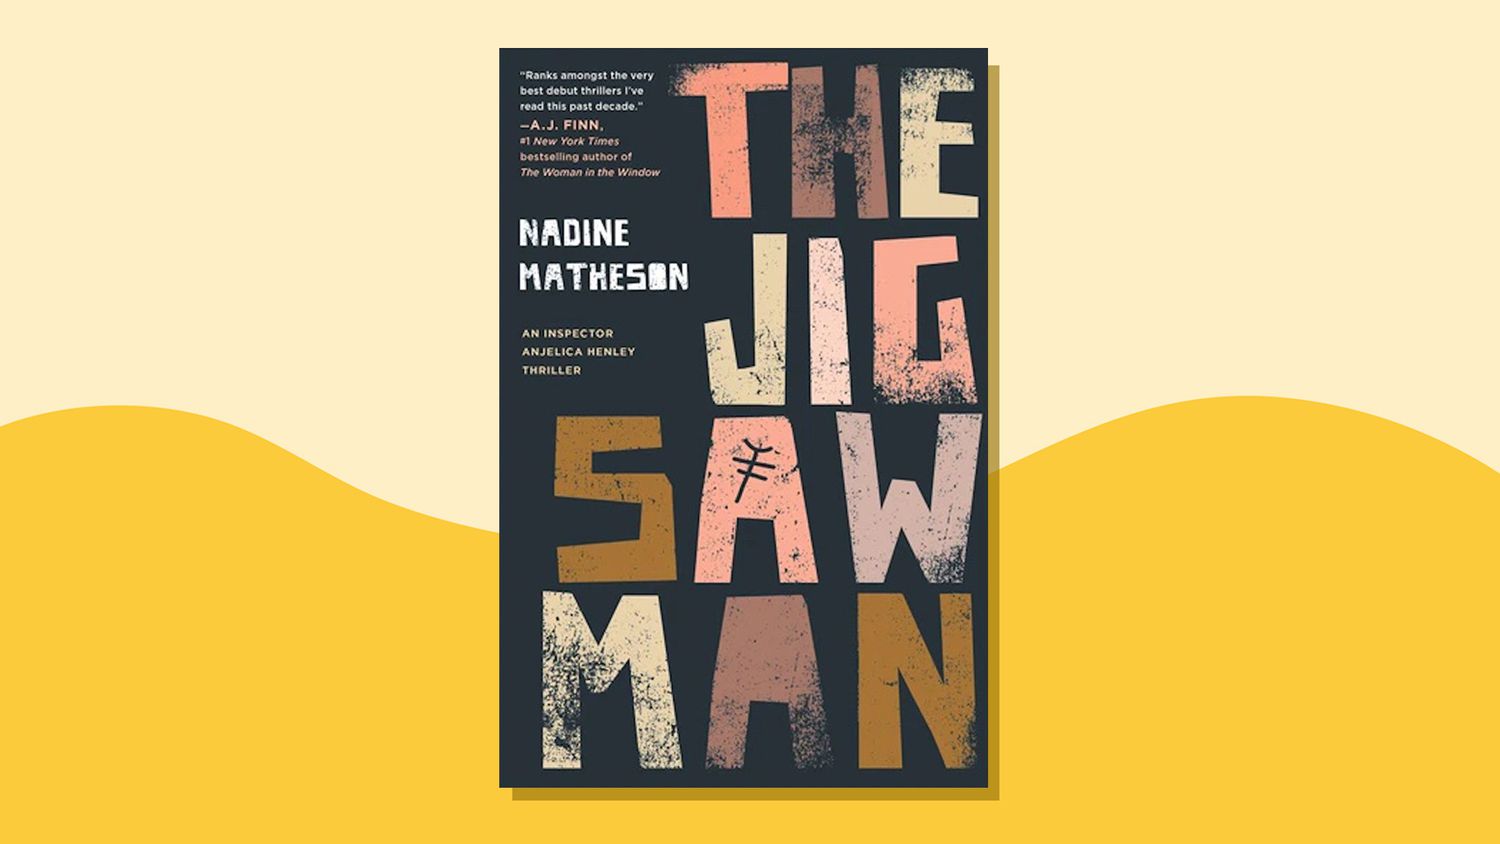 "Ranks amongst the very
best debut thrillers I've
read this past decade."
—A.J. FINN,
#1 New York Times
bestselling author of
The Woman in the Window
NADINE
MATHESON
AN INSPECTOR
ANJELICA HENLEY
THRILLER
THE
JIG
SAW
MAN